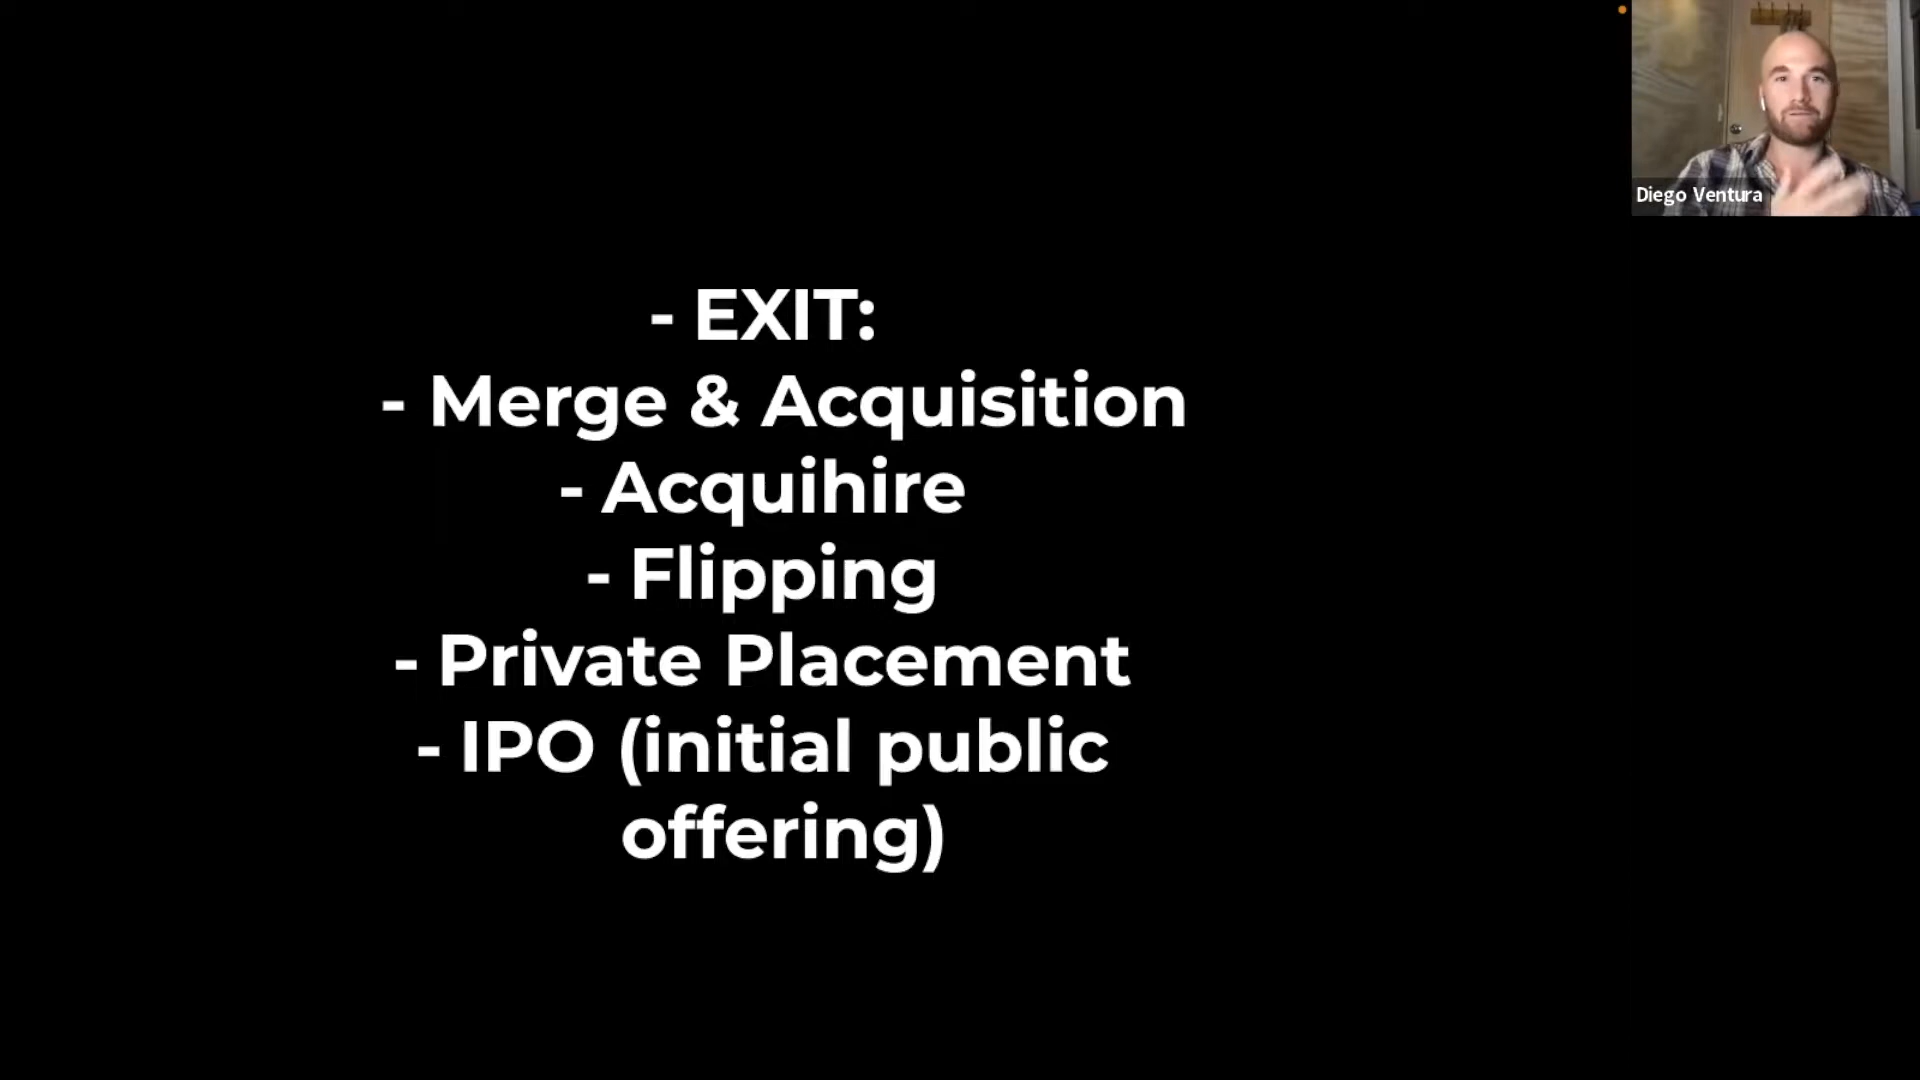 - EXIT:
- Merge & Acquisition
- Acquihire
- Flipping
- Private Placement
- IPO (initial public
offering)
Diego Ventura